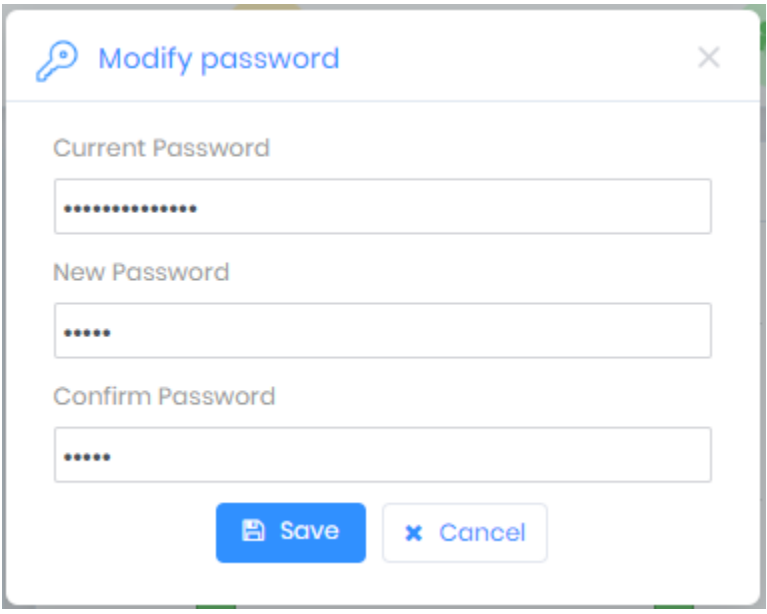 Modify password
Current Password
••••••••••••••
New Password
•••••
Confirm Password
•••••
Save
Cancel